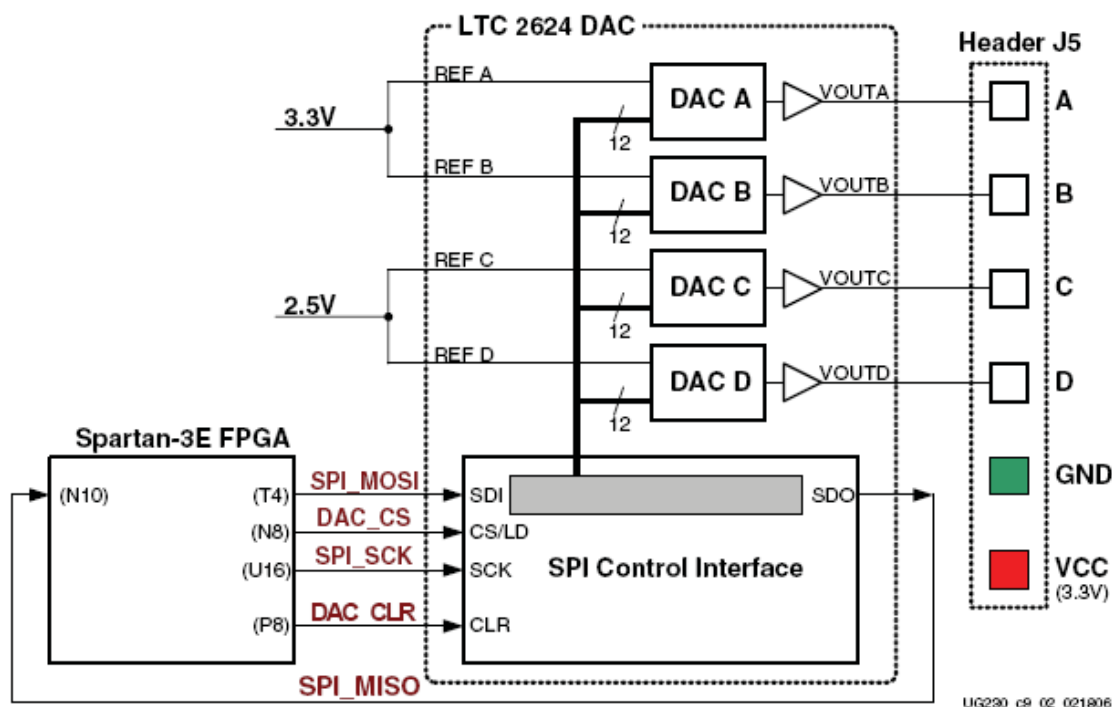 LTC 2624 DAC
Header J5
REF A
DAC A
VOUTA
A
3.3V
12
REF B
DAC B
VOUTB
B
12
REF C
DAC C
VOUTC
C
2.5V
12
REF D
DAC D
VOUTD
D
12
Spartan-3E FPGA
GND
(N10)
(T4)
SPI_MOSI
SDI
SDO
(N8)
DAC_CS
CS/LD
(U16)
SPI_SCK
SCK
SPI Control Interface
VCC
(3.3V)
(P8)
DAC_CLR
CLR
SPI_MISO
UG230_c9_02_021806